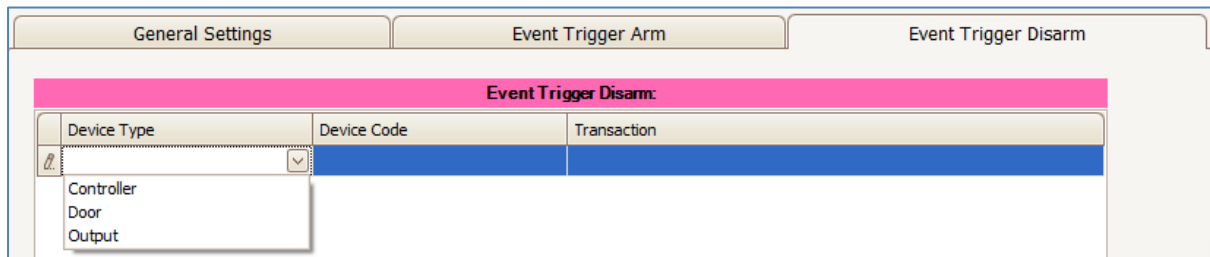 General Settings Event Trigger Arm Event Trigger Disarm
Event Trigger Disarm:
Device Type Device Code Transaction
Controller
Door
Output